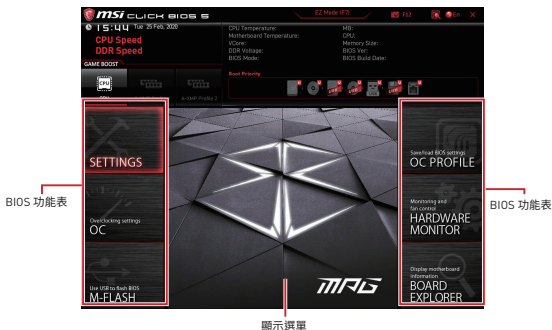 msi CLICK BIOS 5
EZ Mode (F7)
F12
En
15:44 Tue 25 Feb, 2020
CPU Speed
DDR Speed
GAME BOOST
CPU
A-XMP Profile 2
CPU Temperature:
Motherboard Temperature:
VCore:
DDR Voltage:
BIOS Mode:
MB:
CPU:
Memory Size:
BIOS Ver:
BIOS Build Date:
Boot Priority
SETTINGS
Overclocking settings
OC
Use USB to flash BIOS
M-FLASH
Save/load BIOS settings
OC PROFILE
Monitoring and
fan control
HARDWARE
MONITOR
Display motherboard
information
BOARD
EXPLORER
MPG
BIOS 功能表
BIOS 功能表
顯示選單